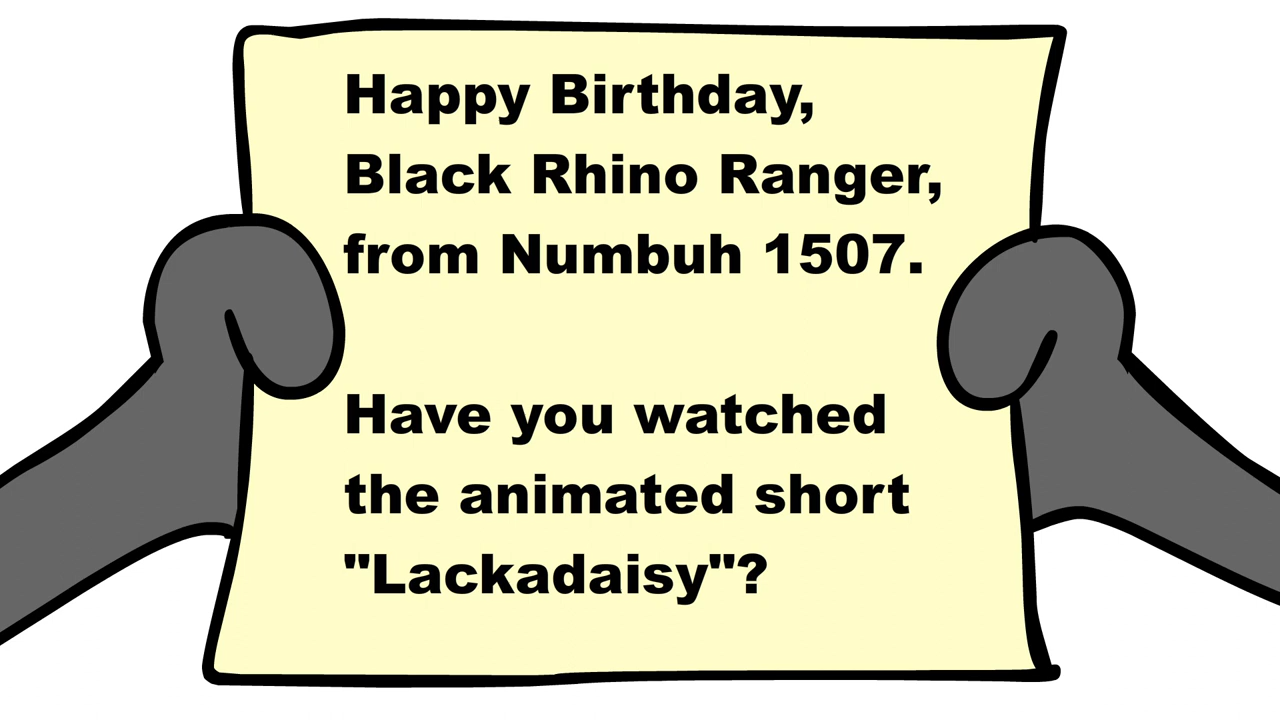 Happy Birthday,
Black Rhino Ranger,
from Numbuh 1507.
Have you watched
the animated short
"Lackadaisy"?